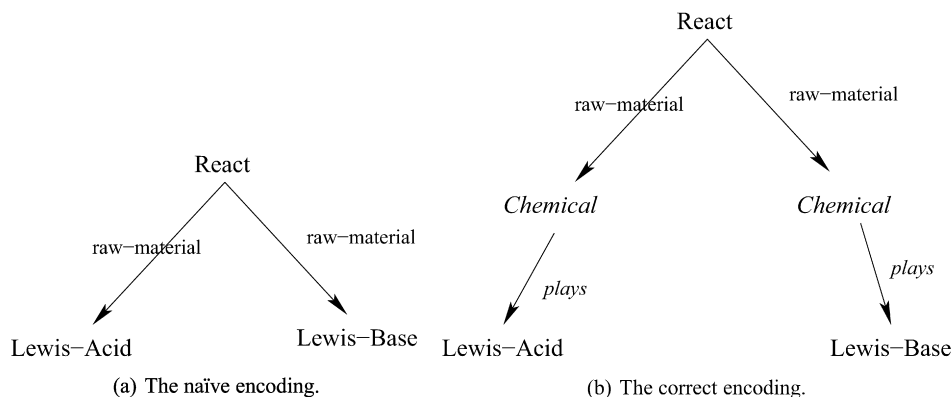 React
raw−material
raw−material
Lewis−Acid
Lewis−Base
(a) The naïve encoding.
React
raw−material
raw−material
Chemical
Chemical
plays
plays
Lewis−Acid
Lewis−Base
(b) The correct encoding.